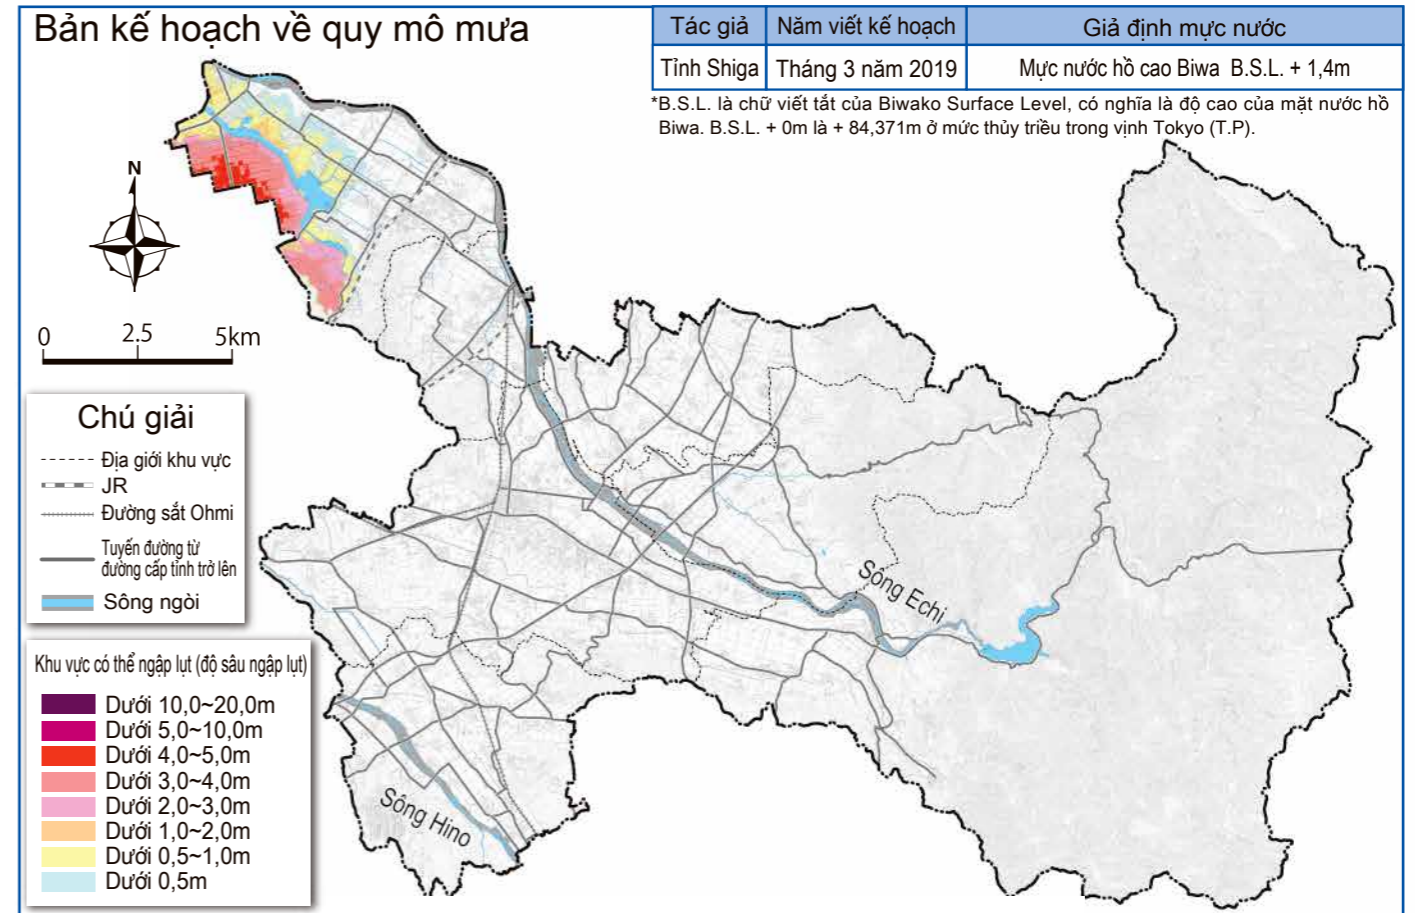 Bản kế hoạch về quy mô mưa
Tác giả Năm viết kế hoạch Giả định mực nước
Tỉnh Shiga Tháng 3 năm 2019 Mực nước hồ cao Biwa B.S.L. + 1,4m
*B.S.L. là chữ viết tắt của Biwako Surface Level, có nghĩa là độ cao của mặt nước hồ
Biwa. B.S.L. + 0m là + 84,371m ở mức thủy triều trong vịnh Tokyo (T.P).
N
0 2.5 5km
Chú giải
Địa giới khu vực
JR
Đường sắt Ohmi
Tuyến đường từ
đường cấp tỉnh trở lên
Sông ngòi
Khu vực có thể ngập lụt (độ sâu ngập lụt)
Dưới 10,0~20,0m
Dưới 5,0~10,0m
Dưới 4,0~5,0m
Dưới 3,0~4,0m
Dưới 2,0~3,0m
Dưới 1,0~2,0m
Dưới 0,5~1,0m
Dưới 0,5m
Sông Echi
Sông Hino